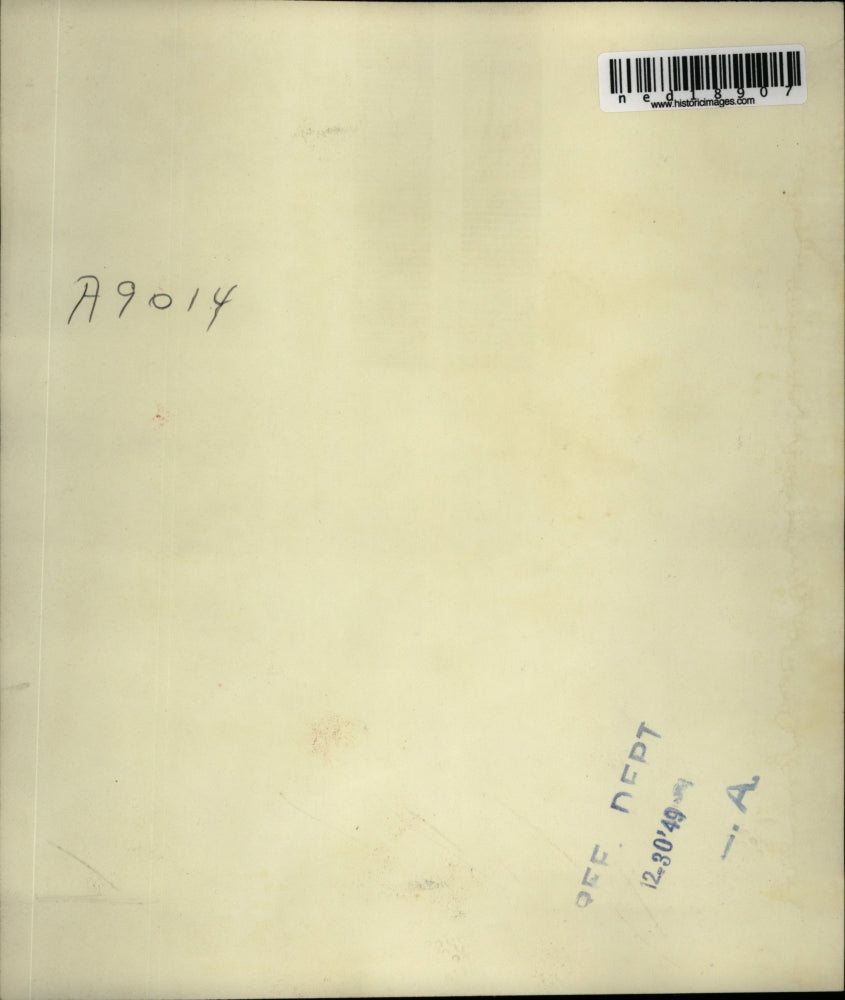 ned18907
www.historicimages.com
A9014
REF. DEPT
12-30'49
. A.